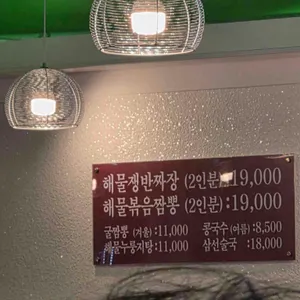 해물쟁반짜장 (2인분):19,000
해물볶음짬뽕 (2인분):19,000
굴짬뽕 (겨울):11,000 콩국수(여름):8,500
해물누룽지탕:11,000 삼선술국 :18,000